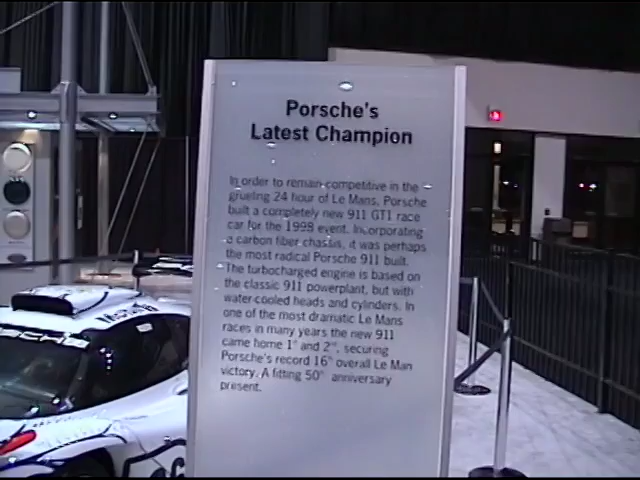 Porsche's
Latest Champion
In order to remain competitive in the
grueling 24 hour of Le Mans, Porsche
built a completely new 911 GT1 race
car for the 1998 event. Incorporating
a carbon fiber chassis, it was perhaps
the most radical Porsche 911 built.
The turbocharged engine is based on
the classic 911 powerplant, but with
water-cooled heads and cylinders. In
one of the most dramatic Le Mans
races in many years the new 911
came home 1st and 2nd, securing
Porsche's record 16th overall Le Man
victory. A fitting 50th anniversary
present.